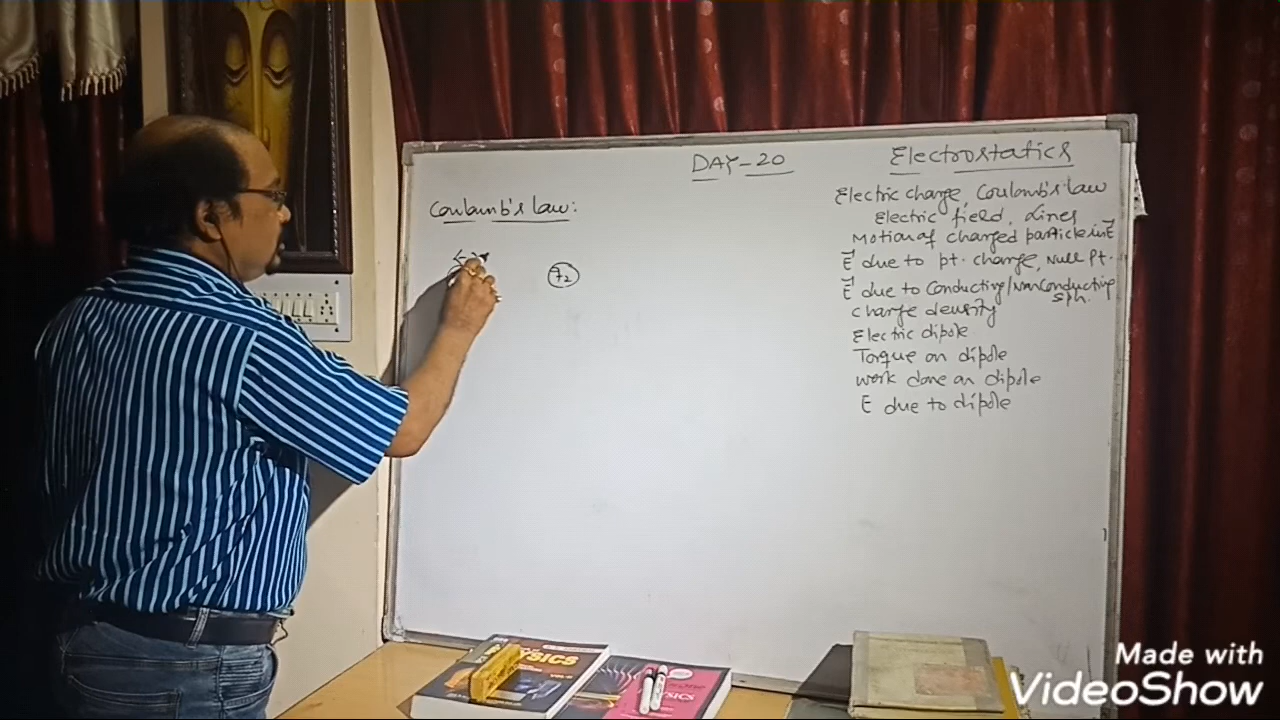 DAY-20
Electrostatics
Coulomb's Law:
q2
Electric charge, Coulomb's Law
Electric field, Lines
Motion of charged particle in E⃗
E⃗ due to pt. charge, Null Pt.
E⃗ due to Conducting/NonConducting
sph.
charge density
Electric dipole
Torque on dipole
work done on dipole
E due to dipole
Made with
VideoShow